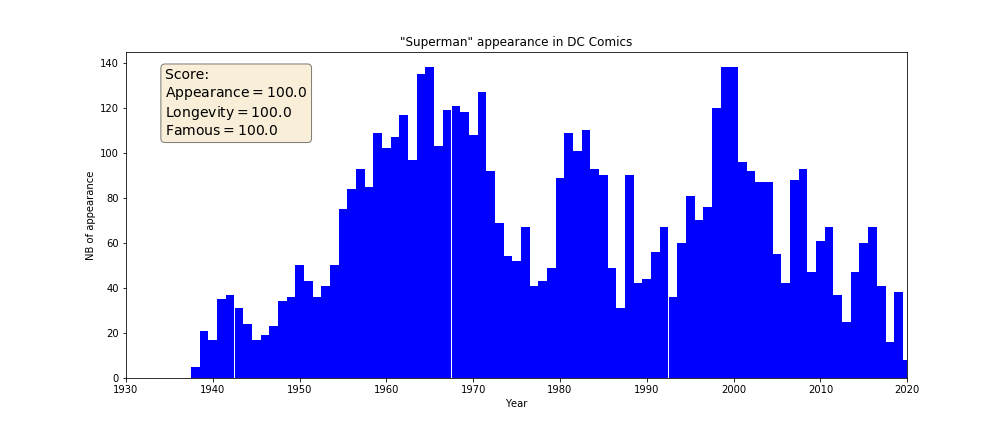 "Superman" appearance in DC Comics
Score:
Appearance = 100.0
Longevity = 100.0
Famous = 100.0
NB of appearance
140
120
100
80
60
40
20
0
1930 1940 1950 1960 1970 1980 1990 2000 2010 2020
Year